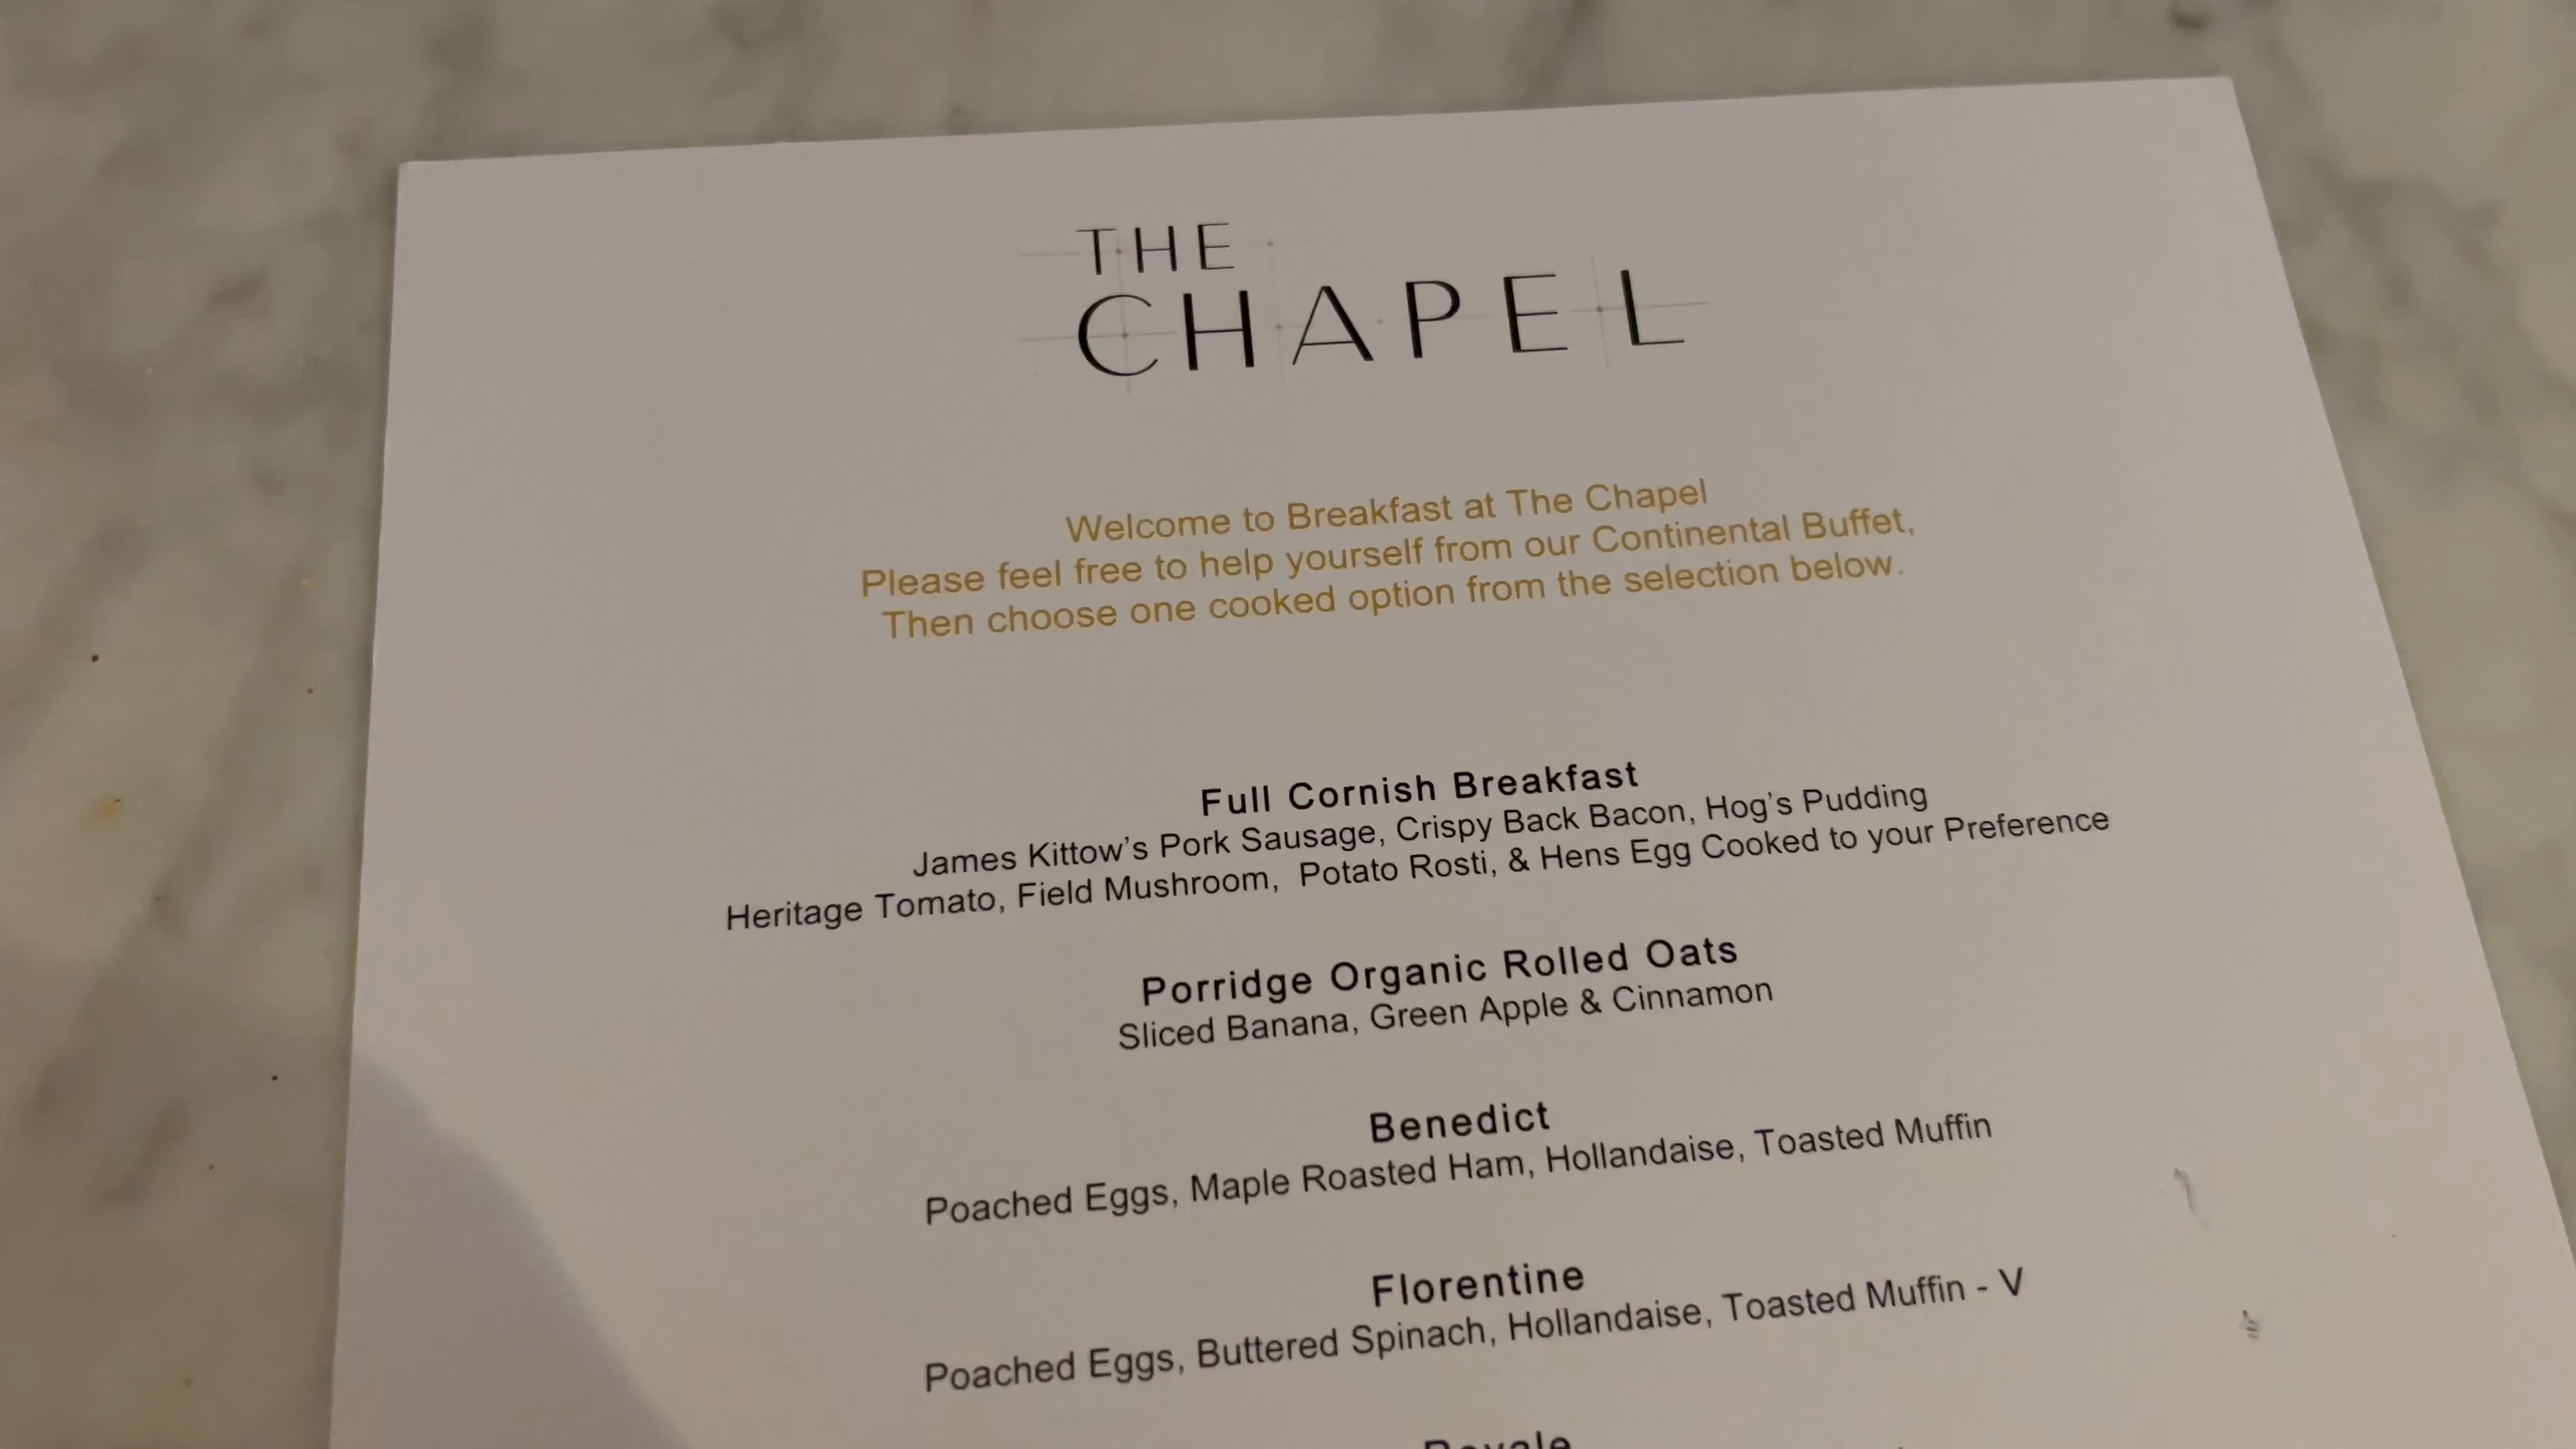 THE
CHAPEL
Welcome to Breakfast at The Chapel
Please feel free to help yourself from our Continental Buffet,
Then choose one cooked option from the selection below.
Full Cornish Breakfast
James Kittow’s Pork Sausage, Crispy Back Bacon, Hog’s Pudding
Heritage Tomato, Field Mushroom, Potato Rosti, & Hens Egg Cooked to your Preference
Porridge Organic Rolled Oats
Sliced Banana, Green Apple & Cinnamon
Benedict
Poached Eggs, Maple Roasted Ham, Hollandaise, Toasted Muffin
Florentine
Poached Eggs, Buttered Spinach, Hollandaise, Toasted Muffin - V